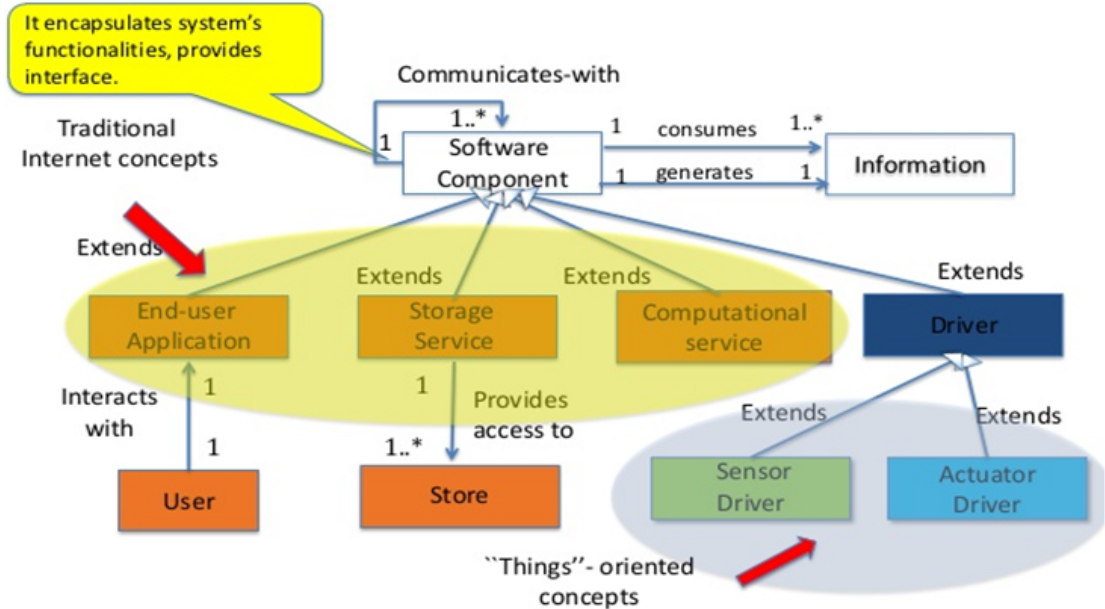 It encapsulates system's
functionalities, provides
interface.
Communicates-with
Traditional
Internet concepts
1..*
1
Software
Component
1
consumes
1..*
1
generates
1
Information
Extends
Extends
Extends
Extends
End-user
Application
Storage
Service
Computational
service
Driver
Interacts
with
1
1
1
Provides
access to
1..*
Extends
Extends
User
Store
Sensor
Driver
Actuator
Driver
``Things''- oriented
concepts